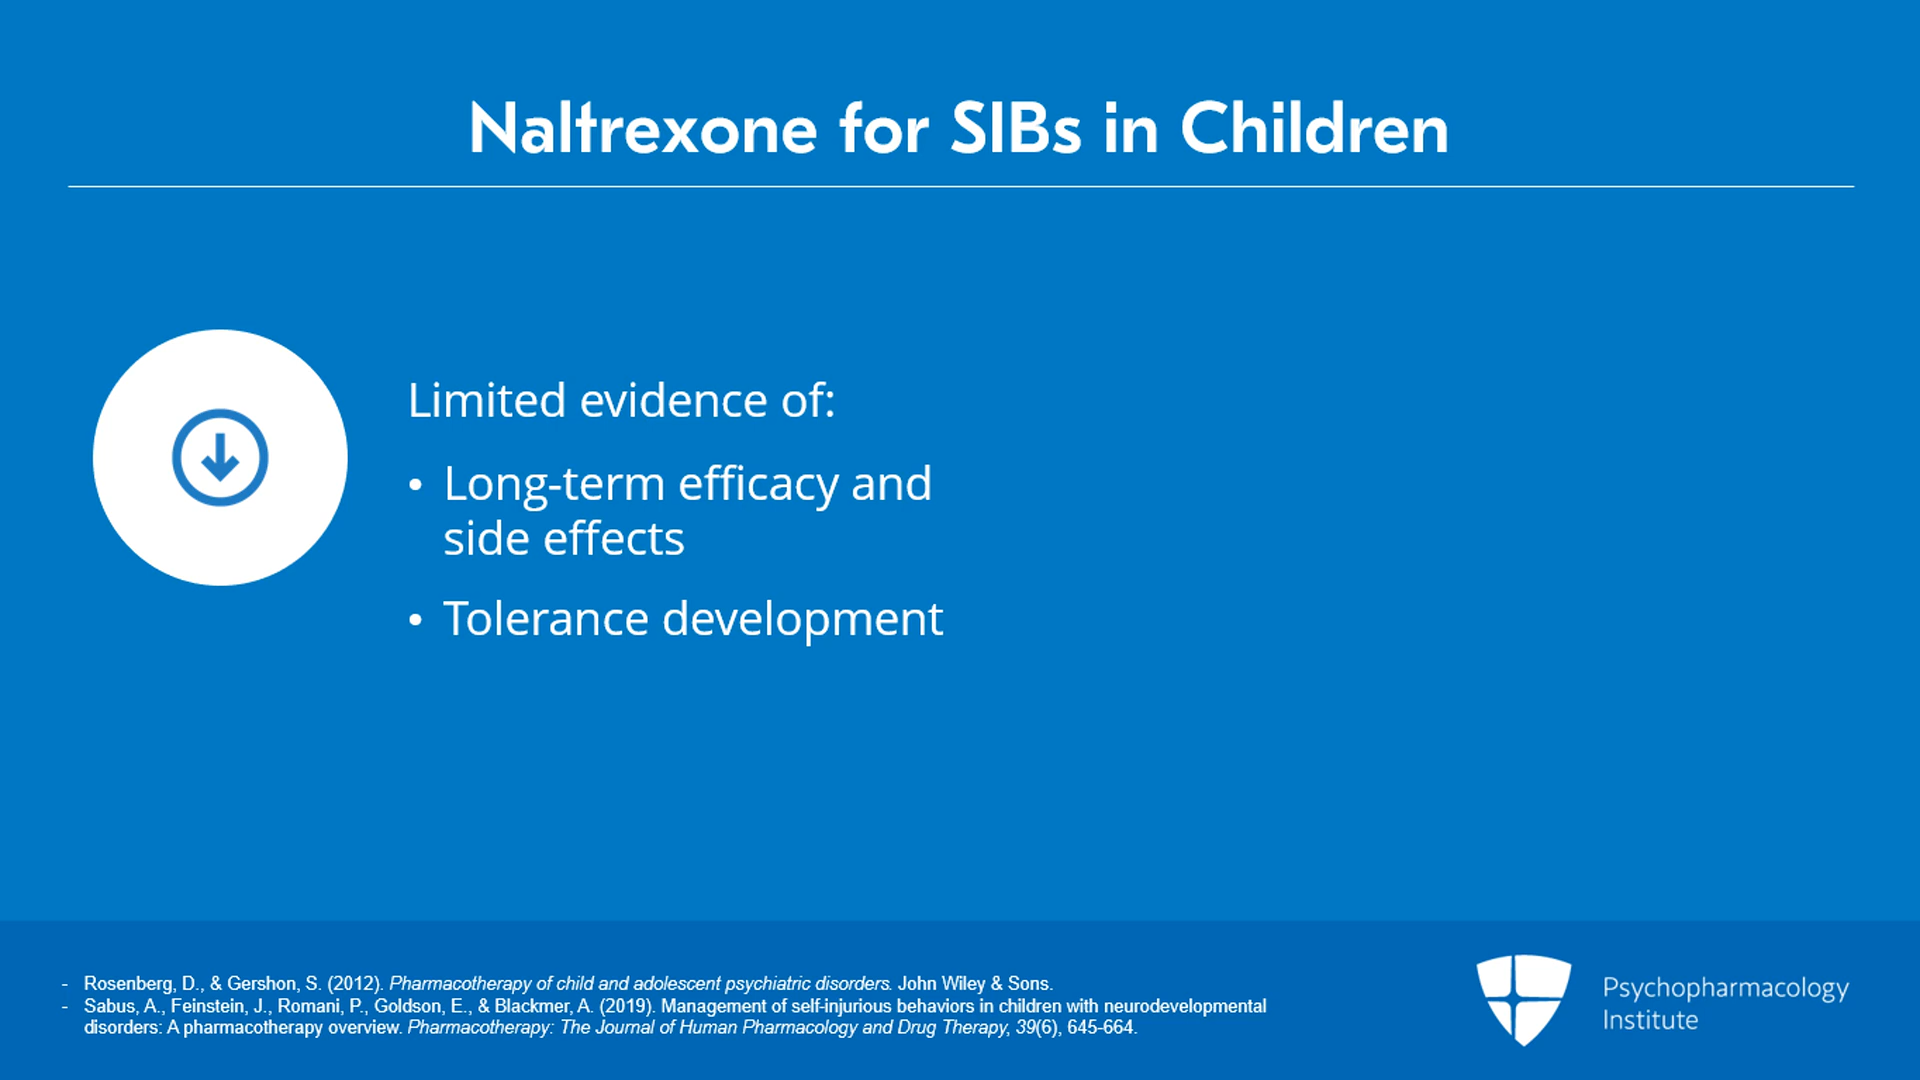 Naltrexone for SIBs in Children
Limited evidence of:
• Long-term efficacy and
side effects
• Tolerance development
- Rosenberg, D., & Gershon, S. (2012). Pharmacotherapy of child and adolescent psychiatric disorders. John Wiley & Sons.
- Sabus, A., Feinstein, J., Romani, P., Goldson, E., & Blackmer, A. (2019). Management of self-injurious behaviors in children with neurodevelopmental
disorders: A pharmacotherapy overview. Pharmacotherapy: The Journal of Human Pharmacology and Drug Therapy, 39(6), 645-664.
Psychopharmacology
Institute